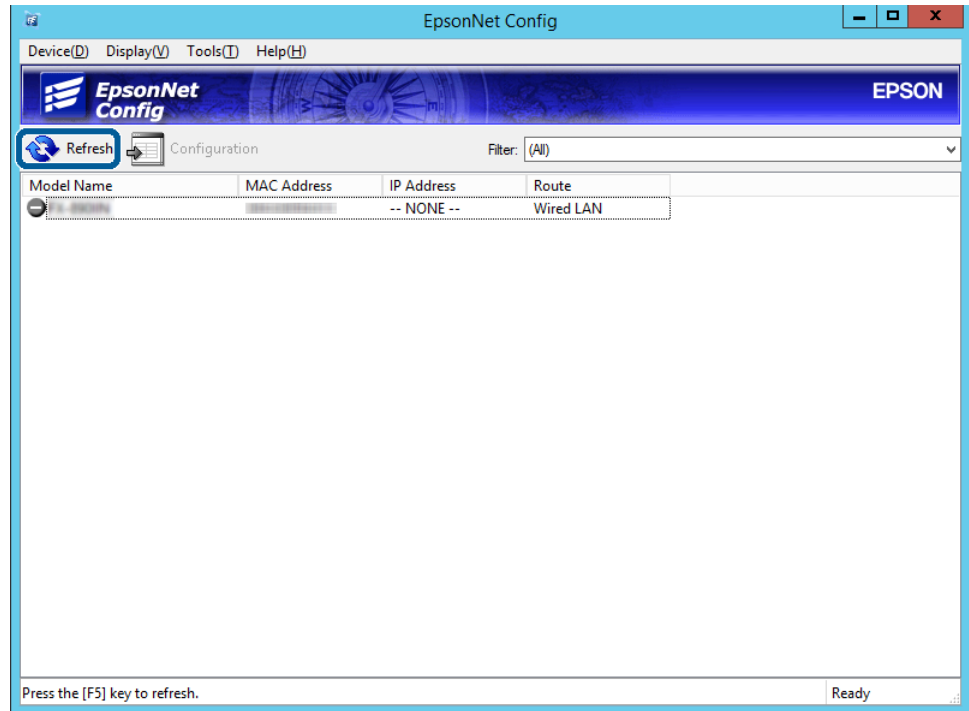 EpsonNet Config
Device(D) Display(V) Tools(T) Help(H)
EpsonNet
Config
EPSON
Refresh Configuration Filter: (All)
Model Name MAC Address IP Address Route
-- NONE -- Wired LAN
Press the [F5] key to refresh. Ready